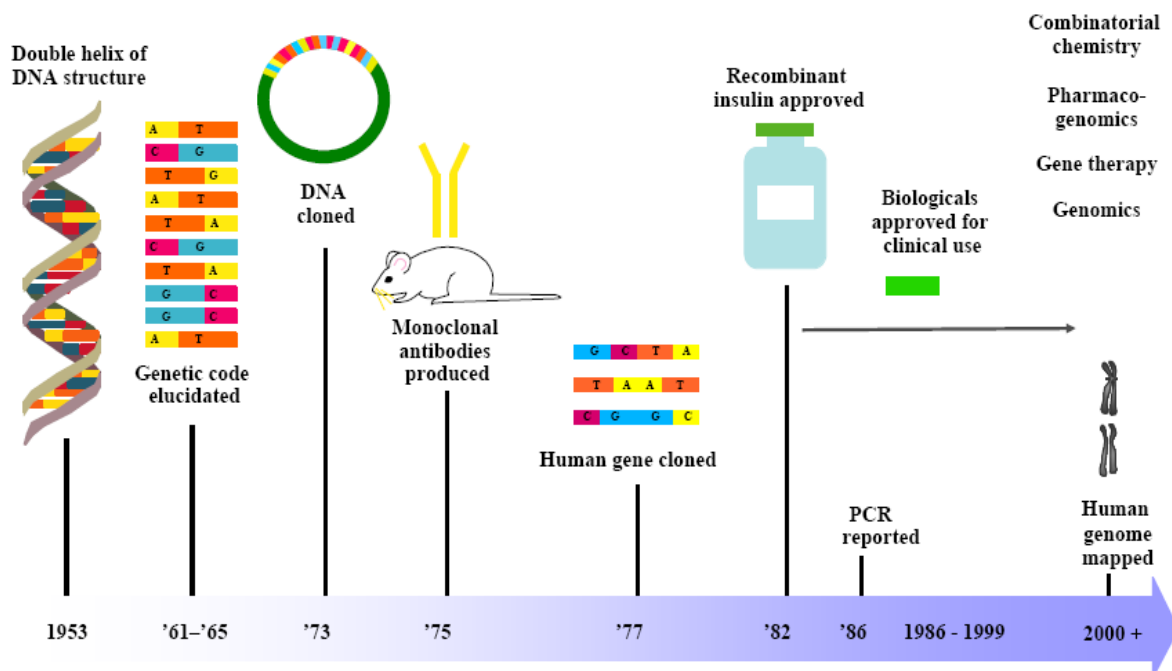 Double helix of
DNA structure
A T
C G
T G
A T
T A
C G
T A
G C
G C
A T
Genetic code
elucidated
DNA
cloned
Monoclonal
antibodies
produced
G C T A
T A A T
C G G C
Human gene cloned
Recombinant
insulin approved
Biologicals
approved for
clinical use
PCR
reported
Combinatorial
chemistry
Pharmaco-
genomics
Gene therapy
Genomics
Human
genome
mapped
1953
’61–’65
’73
’75
’77
’82
’86
1986 - 1999
2000 +